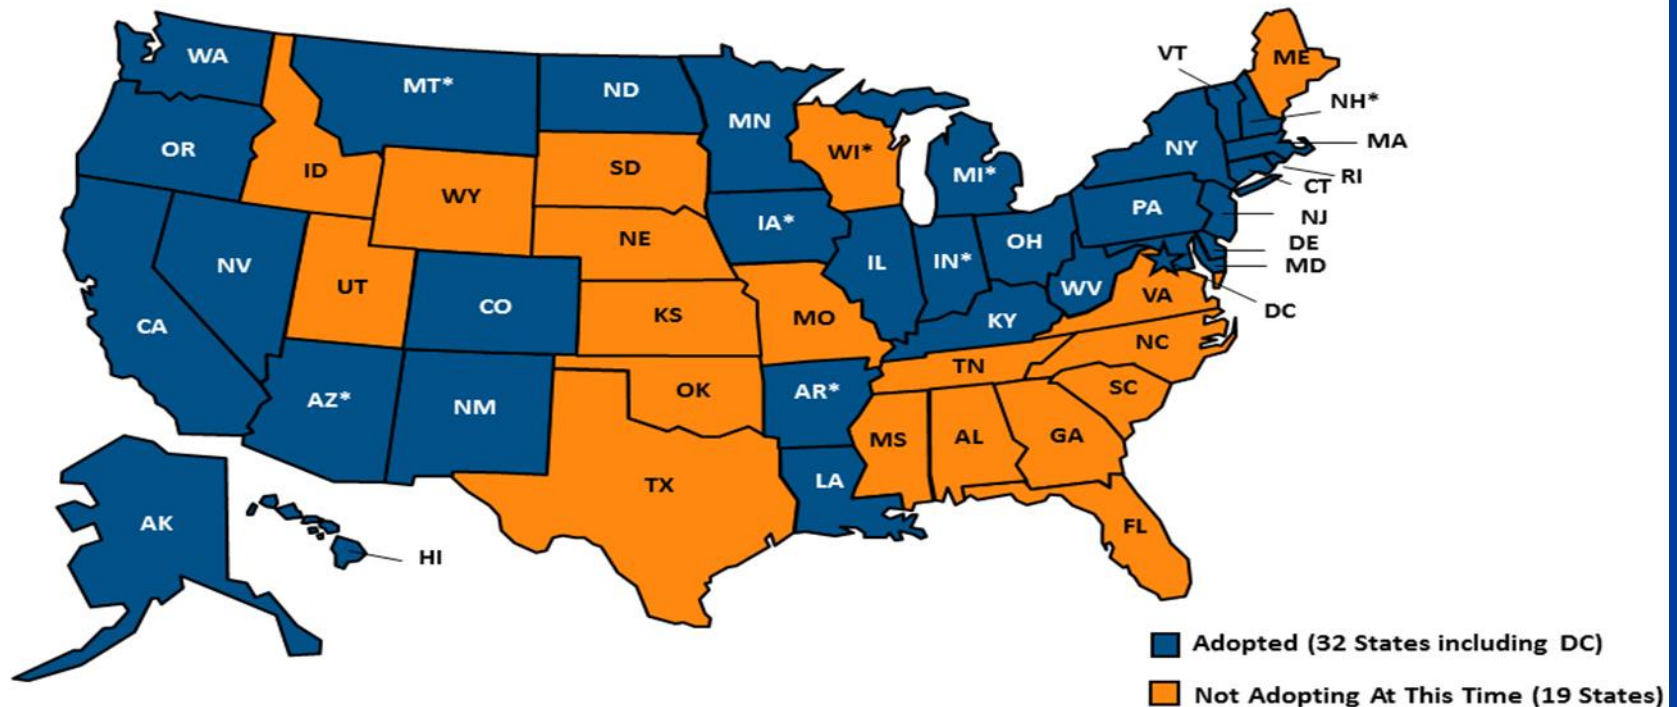 WA
MT*
ND
MN
VT
ME
NH*
OR
ID
WY
SD
WI*
MI*
NY
MA
RI
CT
NV
UT
CO
NE
IA*
IL
IN*
OH
PA
NJ
DE
MD
DC
CA
KS
MO
KY
WV
VA
AZ*
NM
OK
AR*
TN
NC
SC
TX
LA
MS
AL
GA
FL
AK
HI
Adopted (32 States including DC)
Not Adopting At This Time (19 States)